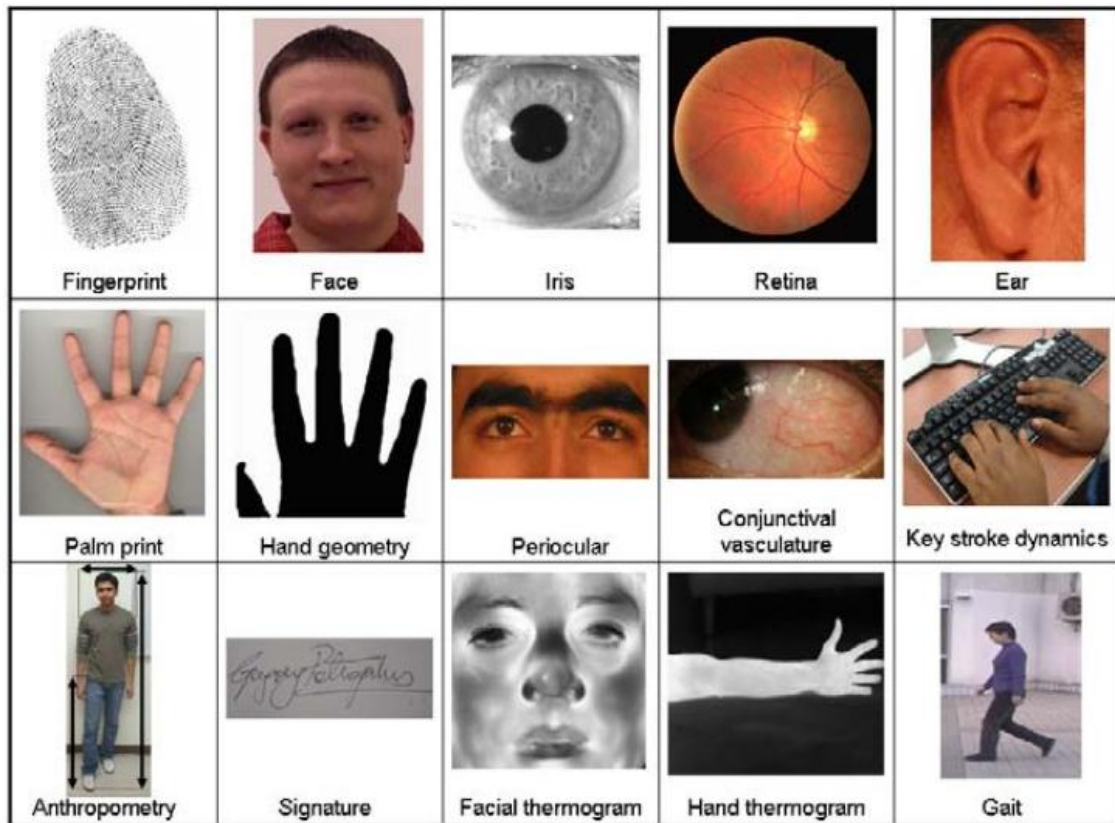 Fingerprint
Face
Iris
Retina
Ear
Palm print
Hand geometry
Periocular
Conjunctival
vasculature
Key stroke dynamics
Anthropometry
Signature
Facial thermogram
Hand thermogram
Gait